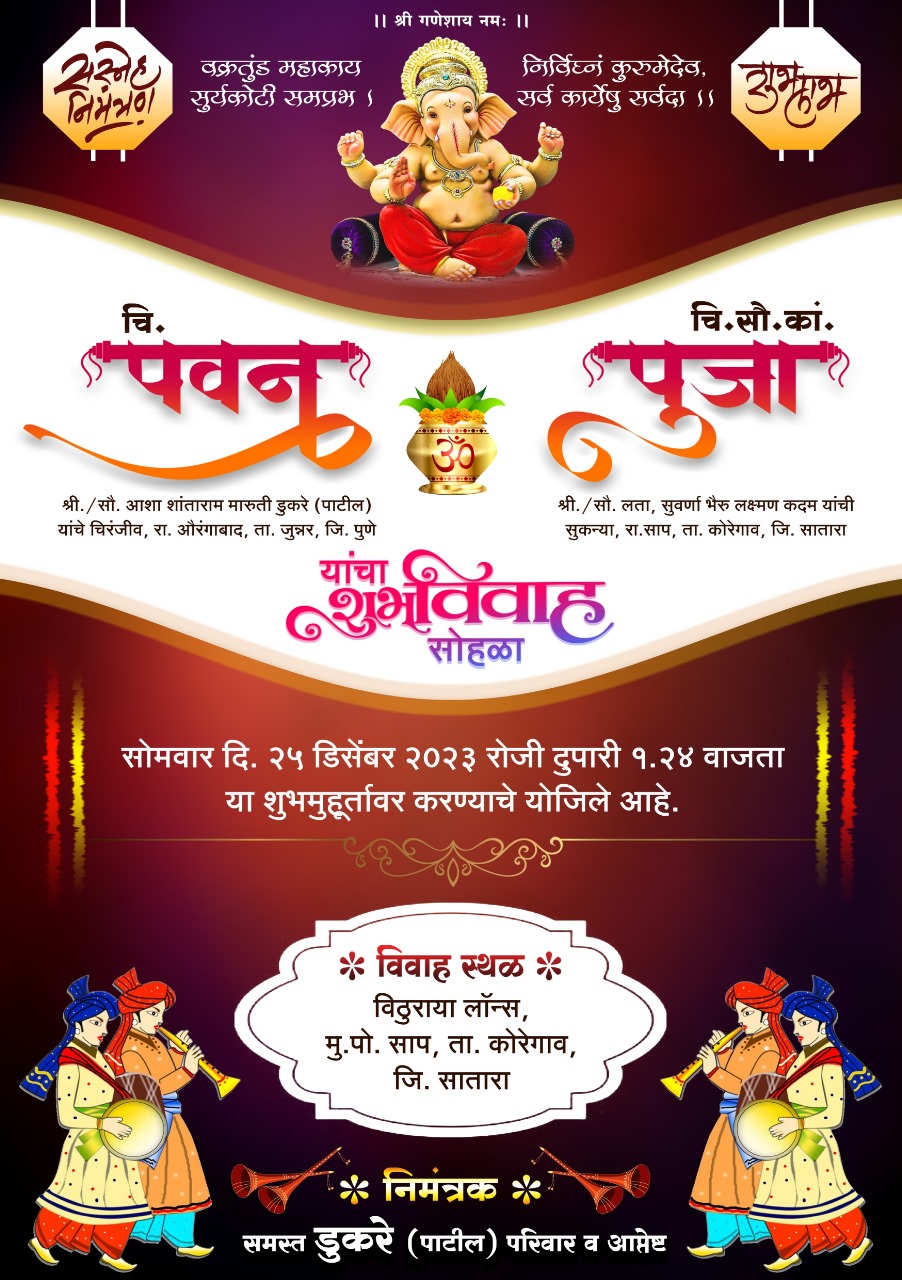 ।। श्री गणेशाय नमः ।।
सस्नेह
निमंत्रण
वक्रतुंड महाकाय
सुर्यकोटी समप्रभ ।
निर्विघ्नं कुरुमेदेव,
सर्व कार्येषु सर्वदा ।।
शुभ लाभ
चि.
पवन
श्री./सौ. आशा शांताराम मारुती डुकरे (पाटील)
यांचे चिरंजीव, रा. औरंगाबाद, ता. जुन्नर, जि. पुणे
ॐ
चि.सौ.कां.
पुजा
श्री./सौ. लता, सुवर्णा भैरु लक्ष्मण कदम यांची
सुकन्या, रा.साप, ता. कोरेगाव, जि. सातारा
यांचा
शुभविवाह
सोहळा
सोमवार दि. २५ डिसेंबर २०२३ रोजी दुपारी १.२४ वाजता
या शुभमुहूर्तावर करण्याचे योजिले आहे.
विवाह स्थळ
विठुराया लॉन्स,
मु.पो. साप, ता. कोरेगाव,
जि. सातारा
निमंत्रक
समस्त डुकरे (पाटील) परिवार व आप्तेष्ट